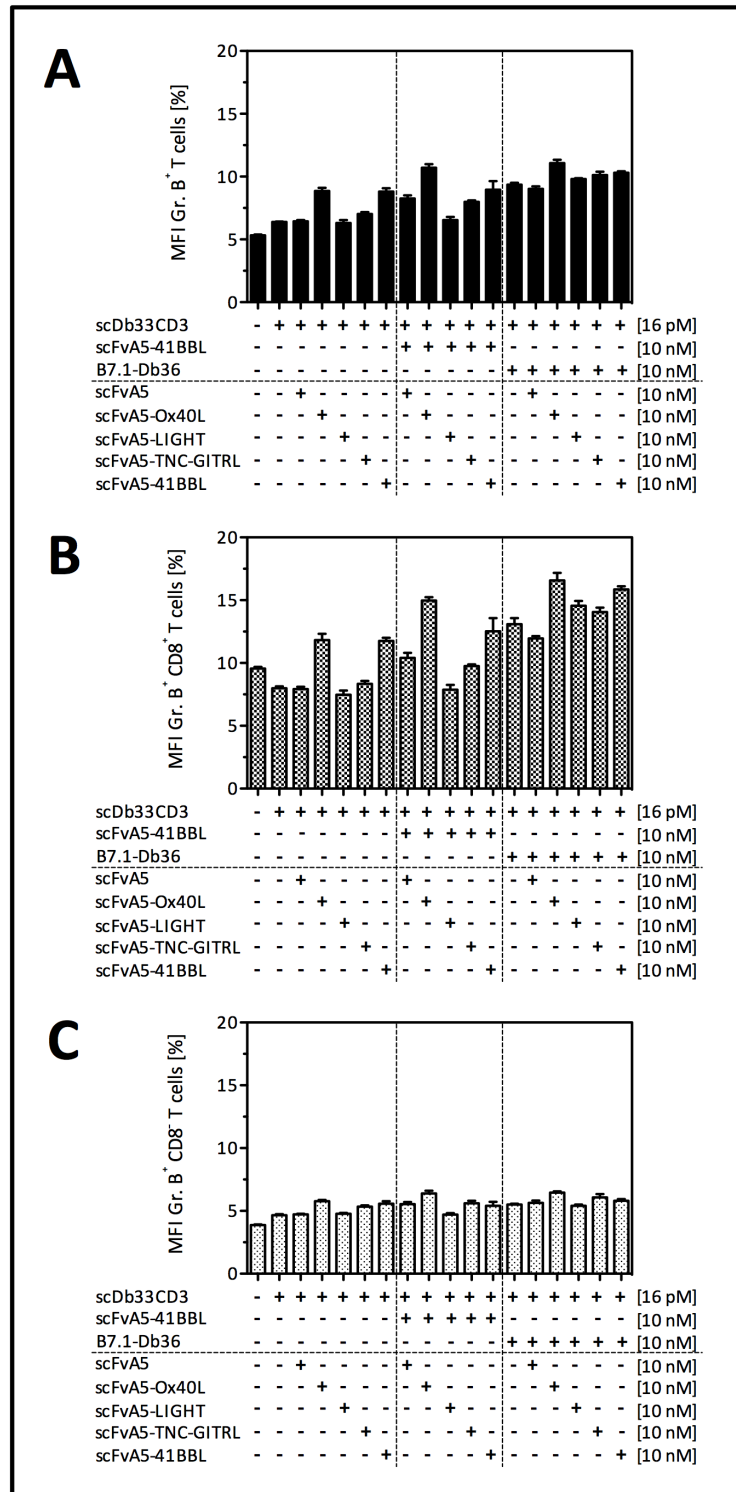 A
MFI Gr. B⁺ T cells [%]
20
15
10
5
0
scDb33CD3 - + + + + + + + + + + + + + + + + + [16 pM]
scFvA5-41BBL - - - - - - - + + + + + - - - - - - [10 nM]
B7.1-Db36 - - - - - - - - - - - - + + + + + + [10 nM]
scFvA5 - - + - - - - + - - - - - + - - - - [10 nM]
scFvA5-Ox40L - - - + - - - - + - - - - - + - - - [10 nM]
scFvA5-LIGHT - - - - + - - - - + - - - - - + - - [10 nM]
scFvA5-TNC-GITRL - - - - - + - - - - + - - - - - + - [10 nM]
scFvA5-41BBL - - - - - - + - - - - + - - - - - + [10 nM]
B
MFI Gr. B⁺ CD8⁺ T cells [%]
20
15
10
5
0
scDb33CD3 - + + + + + + + + + + + + + + + + + [16 pM]
scFvA5-41BBL - - - - - - - + + + + + - - - - - - [10 nM]
B7.1-Db36 - - - - - - - - - - - - + + + + + + [10 nM]
scFvA5 - - + - - - - + - - - - - + - - - - [10 nM]
scFvA5-Ox40L - - - + - - - - + - - - - - + - - - [10 nM]
scFvA5-LIGHT - - - - + - - - - + - - - - - + - - [10 nM]
scFvA5-TNC-GITRL - - - - - + - - - - + - - - - - + - [10 nM]
scFvA5-41BBL - - - - - - + - - - - + - - - - - + [10 nM]
C
MFI Gr. B⁺ CD8⁻ T cells [%]
20
15
10
5
0
scDb33CD3 - + + + + + + + + + + + + + + + + + [16 pM]
scFvA5-41BBL - - - - - - - + + + + + - - - - - - [10 nM]
B7.1-Db36 - - - - - - - - - - - - + + + + + + [10 nM]
scFvA5 - - + - - - - + - - - - - + - - - - [10 nM]
scFvA5-Ox40L - - - + - - - - + - - - - - + - - - [10 nM]
scFvA5-LIGHT - - - - + - - - - + - - - - - + - - [10 nM]
scFvA5-TNC-GITRL - - - - - + - - - - + - - - - - + - [10 nM]
scFvA5-41BBL - - - - - - + - - - - + - - - - - + [10 nM]